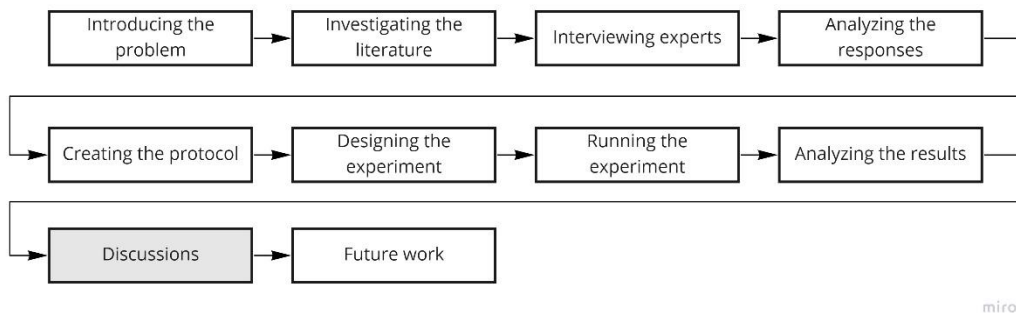 Introducing the
problem
Investigating the
literature
Interviewing experts
Analyzing the
responses
Creating the protocol
Designing the
experiment
Running the
experiment
Analyzing the results
Discussions
Future work
miro